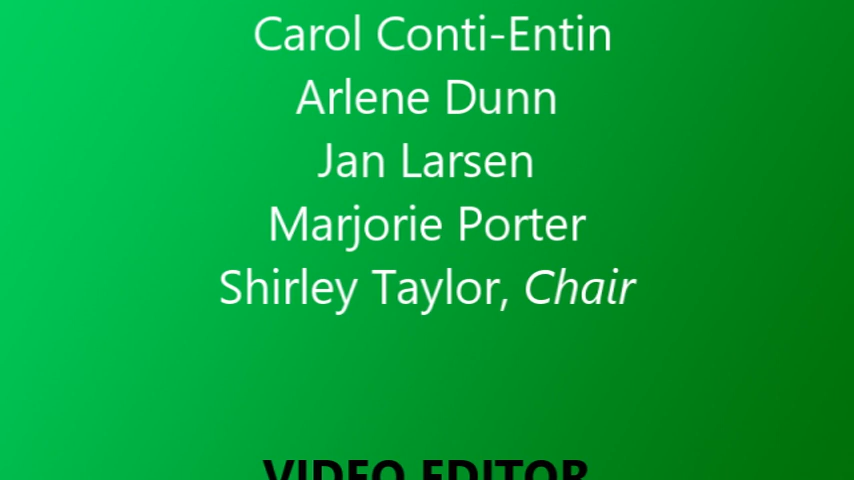 Carol Conti-Entin
Arlene Dunn
Jan Larsen
Marjorie Porter
Shirley Taylor, Chair
VIDEO EDITOR